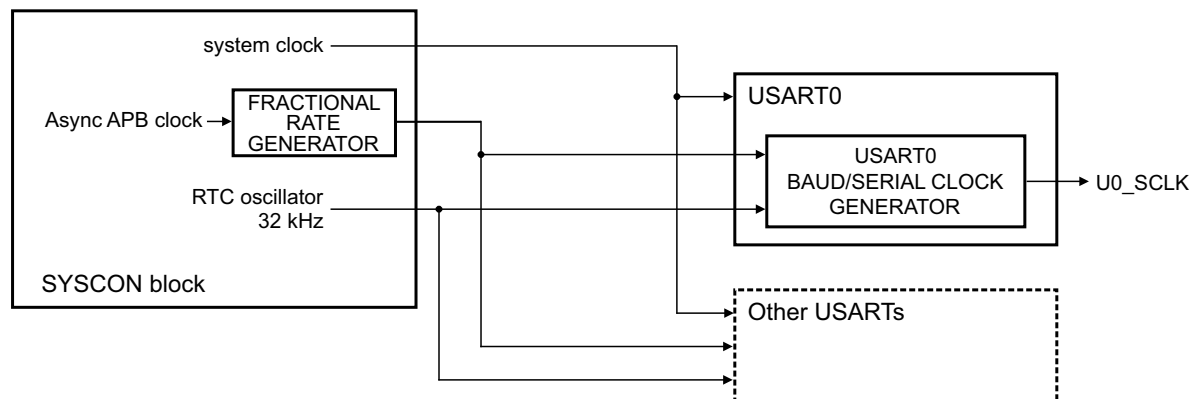 system clock
Async APB clock
FRACTIONAL
RATE
GENERATOR
RTC oscillator
32 kHz
SYSCON block
USART0
USART0
BAUD/SERIAL CLOCK
GENERATOR
U0_SCLK
Other USARTs